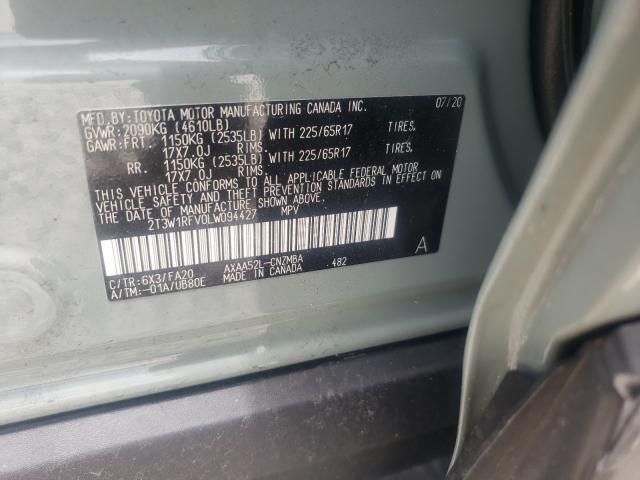 MFD. BY: TOYOTA MOTOR MANUFACTURING CANADA INC. 07/20
GVWR: 2090KG (4610LB)
GAWR: FRT. 1150KG (2535LB) WITH 225/65R17 TIRES.
17X7.0J RIMS.
RR. 1150KG (2535LB) WITH 225/65R17 TIRES.
17X7.0J RIMS.
THIS VEHICLE CONFORMS TO ALL APPLICABLE FEDERAL MOTOR
VEHICLE SAFETY AND THEFT PREVENTION STANDARDS IN EFFECT
ON THE DATE OF MANUFACTURE SHOWN ABOVE.
2T3W1RFV0LW094427 MPV
A
C/TR: 6X3/FA20 AXAA52L-CNZMBA 482
A/TM: -01A/UB80E MADE IN CANADA